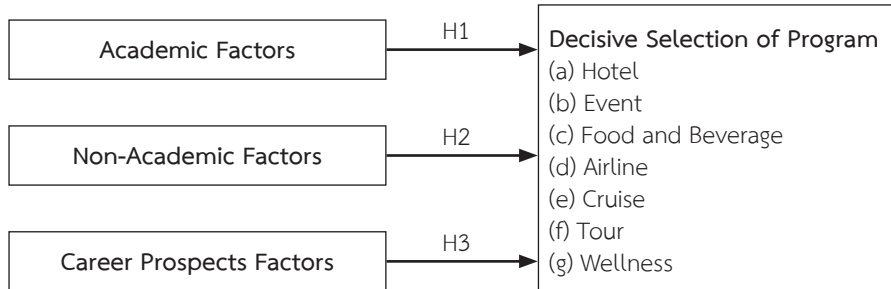 Academic Factors
H1
Non-Academic Factors
H2
Career Prospects Factors
H3
Decisive Selection of Program
(a) Hotel
(b) Event
(c) Food and Beverage
(d) Airline
(e) Cruise
(f) Tour
(g) Wellness